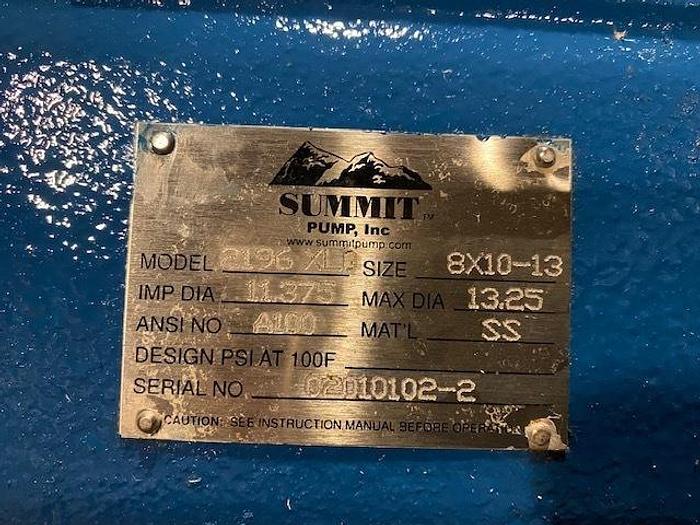 SUMMIT TM
PUMP, Inc
www.summitpump.com
MODEL 2196 XLR SIZE 8X10-13
IMP DIA 11.375 MAX DIA 13.25
ANSI NO A100 MAT'L SS
DESIGN PSI AT 100F
SERIAL NO 02010102-2
CAUTION: SEE INSTRUCTION MANUAL BEFORE OPERATION